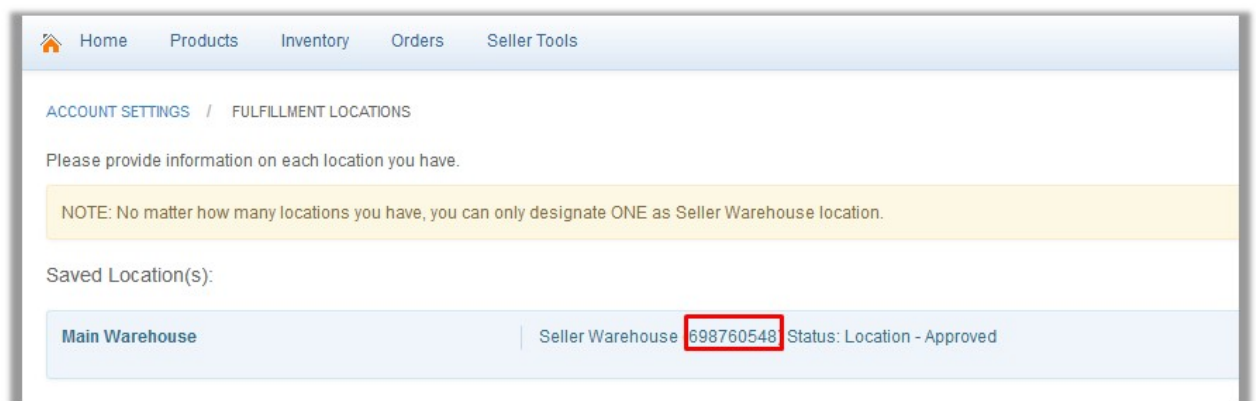 Home Products Inventory Orders Seller Tools
ACCOUNT SETTINGS / FULFILLMENT LOCATIONS
Please provide information on each location you have.
NOTE: No matter how many locations you have, you can only designate ONE as Seller Warehouse location.
Saved Location(s):
Main Warehouse Seller Warehouse 698760548 Status: Location - Approved